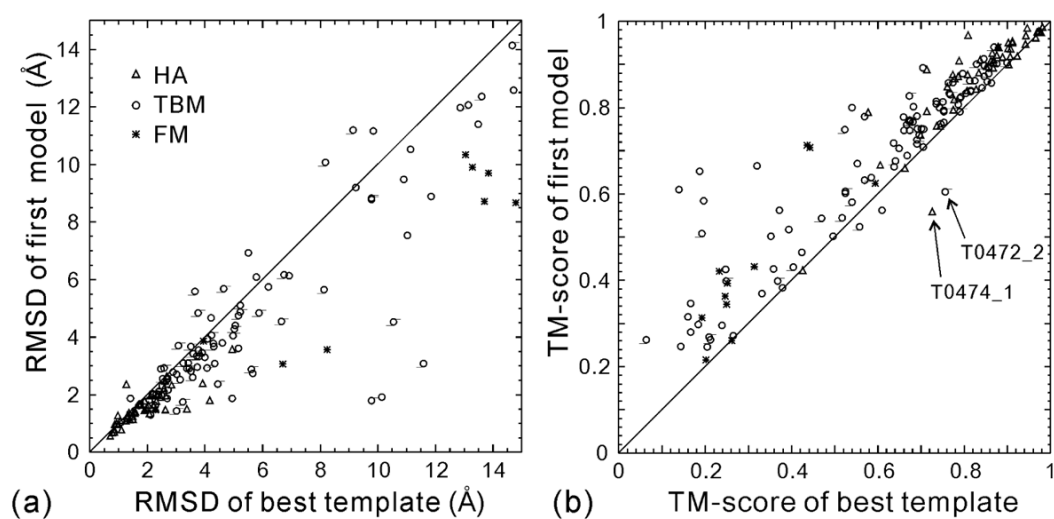 14
12
10
8
6
4
2
0
RMSD of first model (Å)
HA
TBM
FM
0 2 4 6 8 10 12 14
(a) RMSD of best template (Å)
1
0.8
0.6
0.4
0.2
0
TM-score of first model
T0472_2
T0474_1
0 0.2 0.4 0.6 0.8 1
(b) TM-score of best template